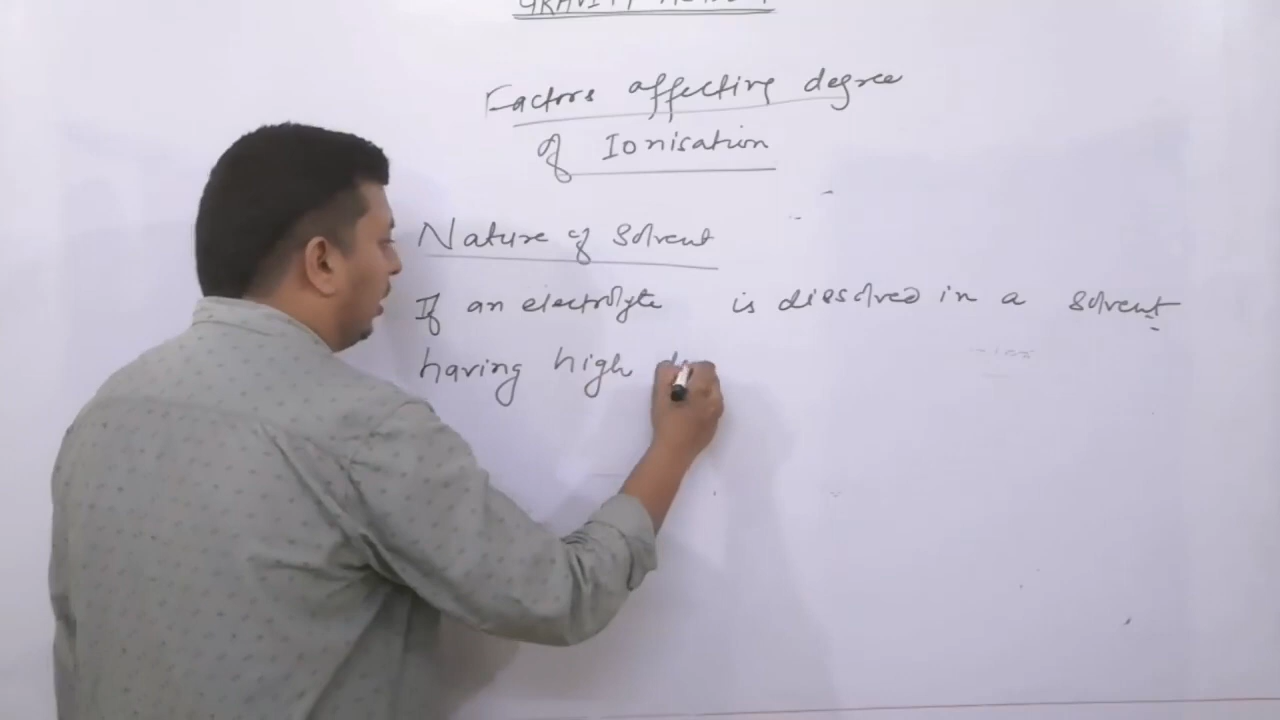 Factors affecting degree
of Ionisation
Nature of Solvent
If an electrolyte is dissolved in a solvent
having high